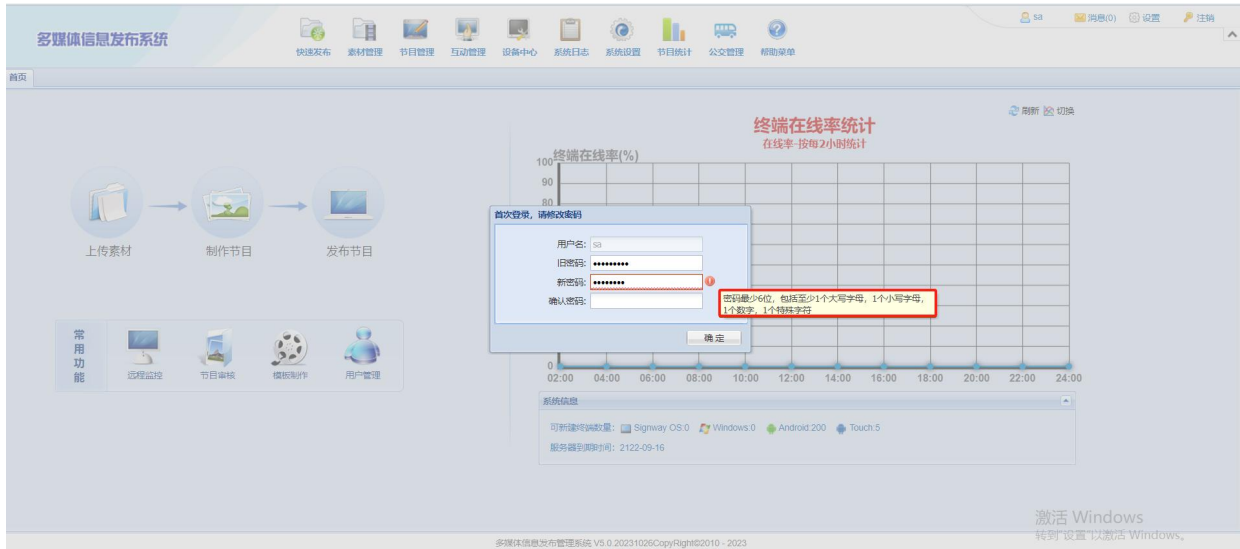 sa 消息(0) 设置 注销
多媒体信息发布系统
快速发布 素材管理 节目管理 互动管理 设备中心 系统日志 系统设置 节目统计 公交管理 帮助菜单
首页
刷新 切换
终端在线率统计
在线率-按每2小时统计
终端在线率(%)
100
90
80
首次登录，请修改密码
用户名: sa
旧密码: •••••••••
新密码: ••••••••
确认密码:
密码最少6位，包括至少1个大写字母，1个小写字母，
1个数字，1个特殊字符
确定
上传素材 制作节目 发布节目
常用功能
远程监控 节目审核 模板制作 用户管理
0
02:00 04:00 06:00 08:00 10:00 12:00 14:00 16:00 18:00 20:00 22:00 24:00
系统信息
可新建终端数量: Signway OS:0 Windows:0 Android:200 Touch:5
服务器到期时间: 2122-09-16
激活 Windows
转到"设置"以激活 Windows。
多媒体信息发布管理系统 V5.0.20231026CopyRight©2010 - 2023